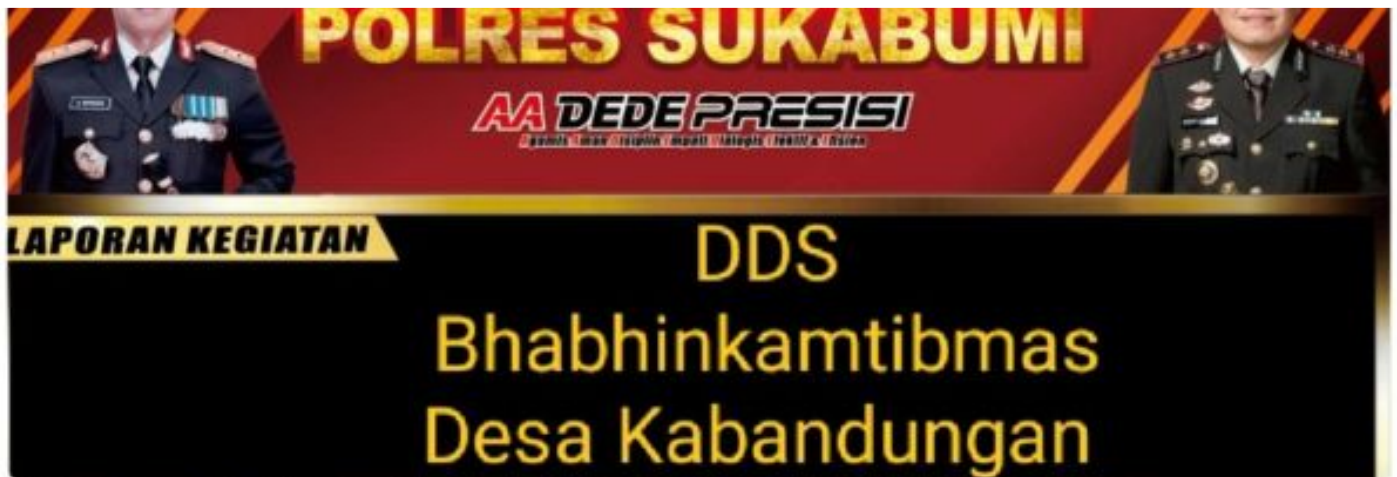 POLRES SUKABUMI
AA DEDE PRESISI
LAPORAN KEGIATAN
DDS
Bhabhinkamtibmas
Desa Kabandungan